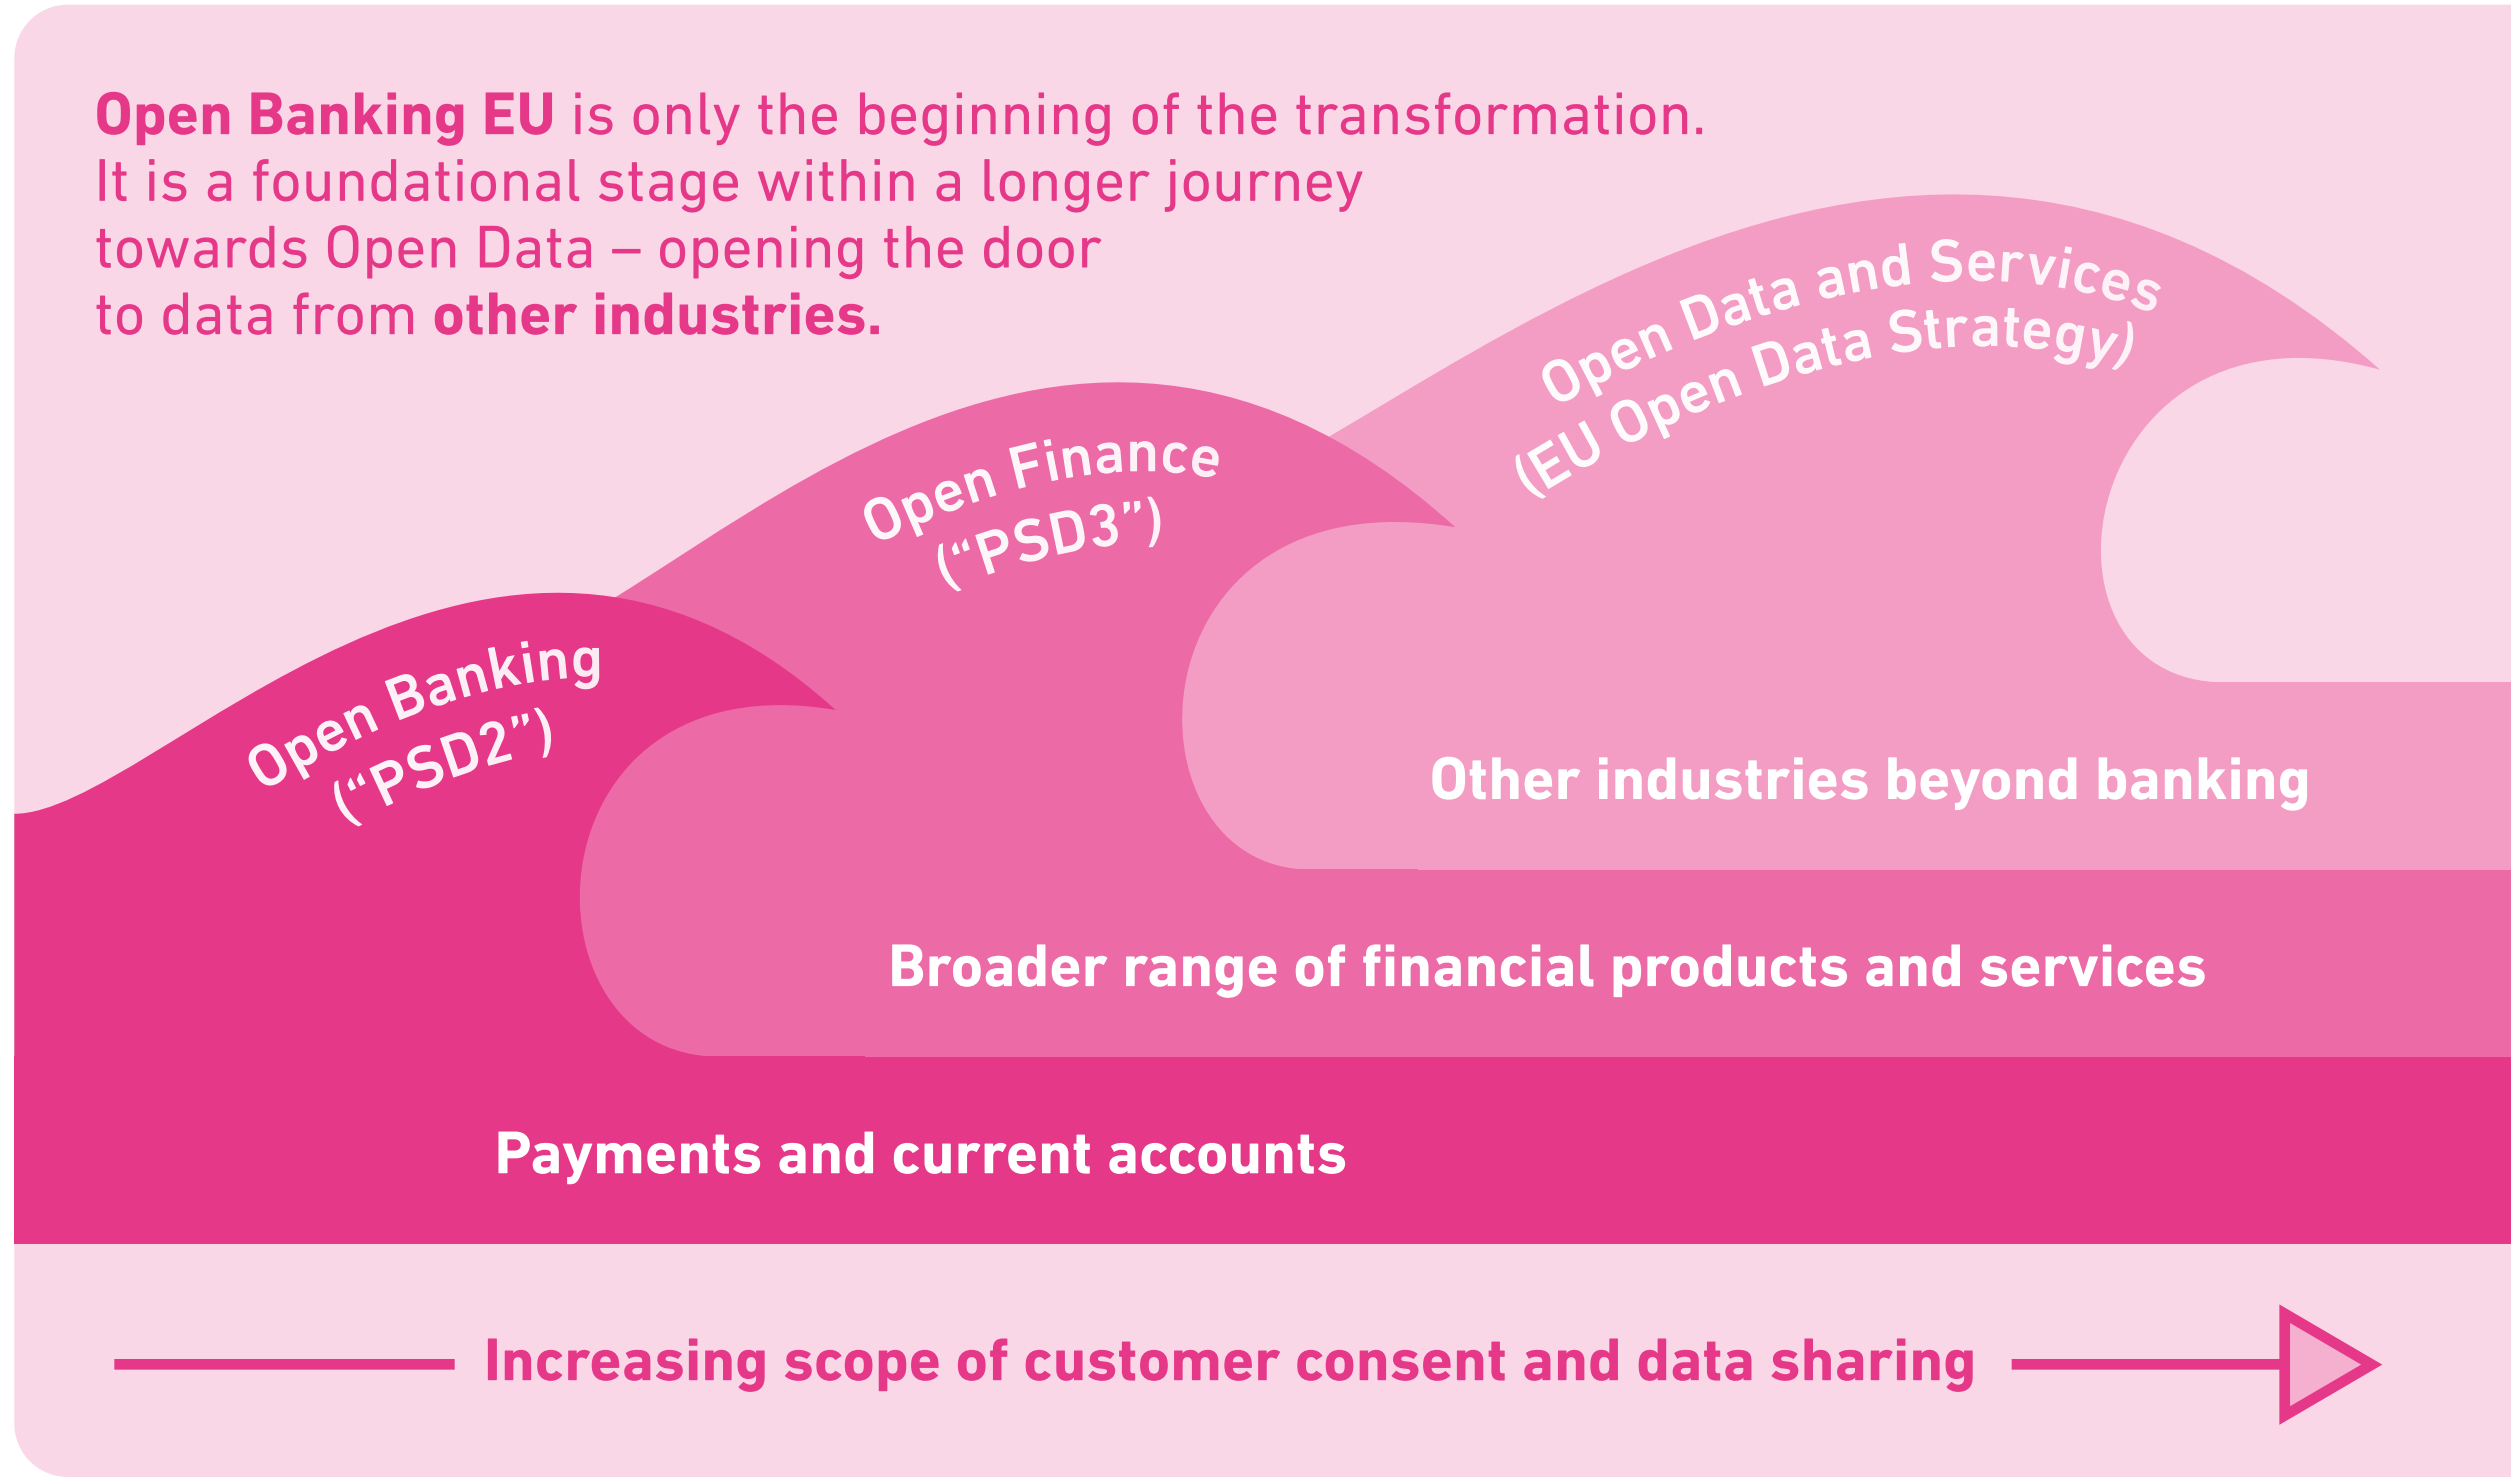 Open Banking EU is only the beginning of the transformation.
It is a foundational stage within a longer journey
towards Open Data – opening the door
to data from other industries.
Open Data and Services
(EU Open Data Strategy)
Open Finance
(“PSD3”)
Open Banking
(“PSD2”)
Other industries beyond banking
Broader range of financial products and services
Payments and current accounts
Increasing scope of customer consent and data sharing